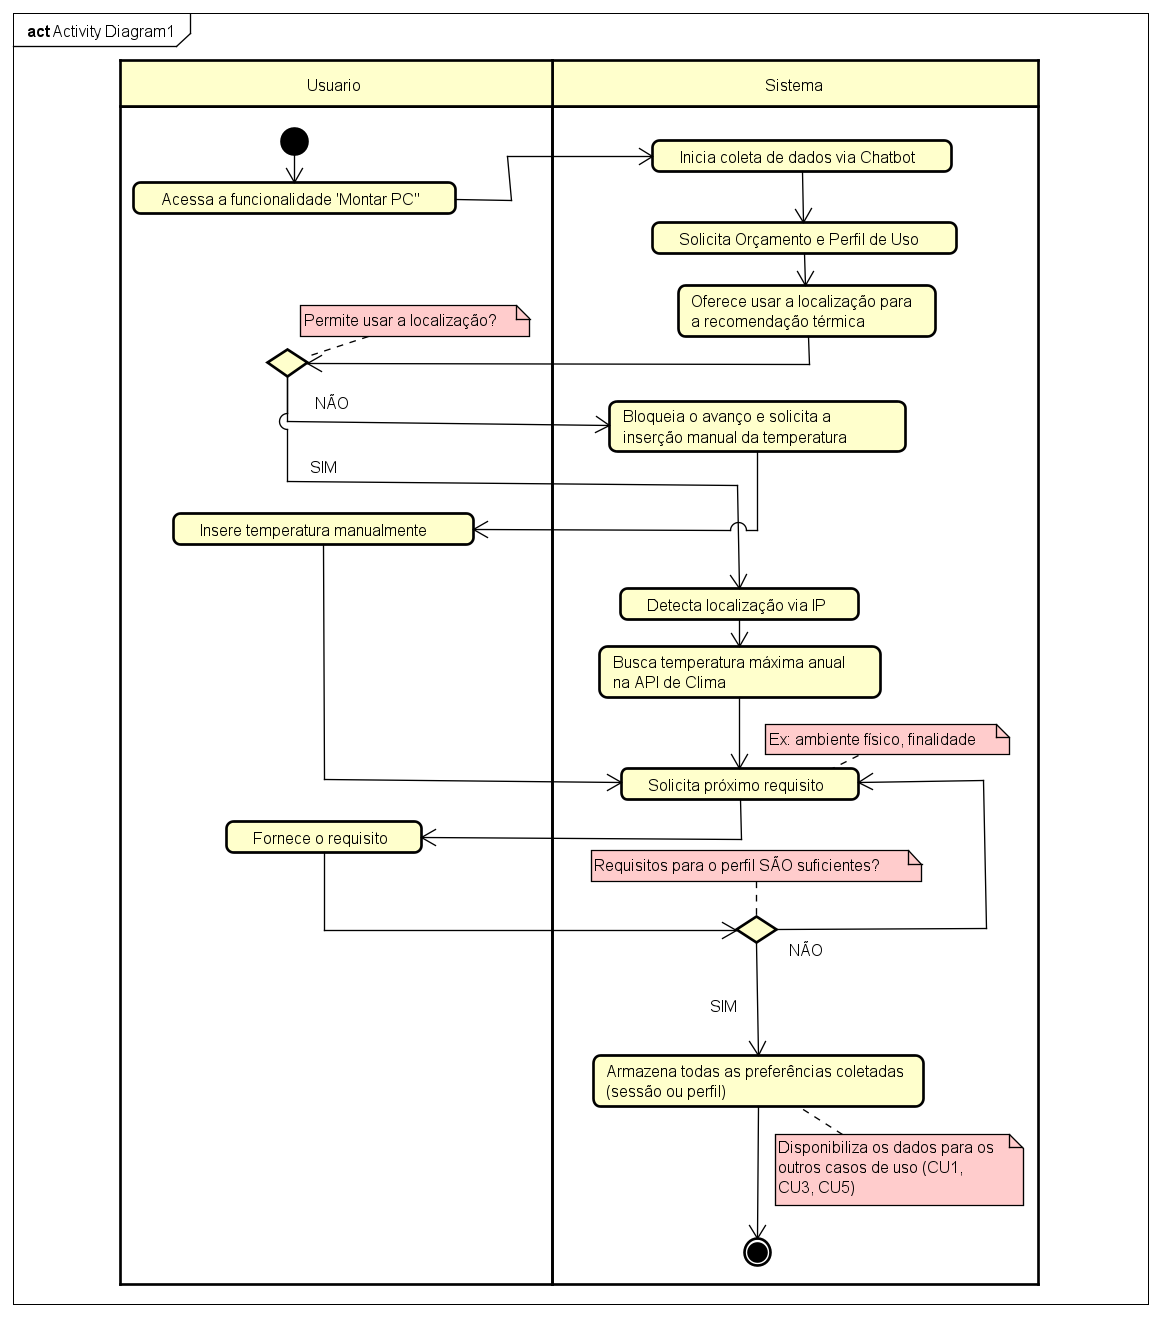 act Activity Diagram1
Usuario
Sistema
Inicia coleta de dados via Chatbot
Acessa a funcionalidade 'Montar PC"
Solicita Orçamento e Perfil de Uso
Oferece usar a localização para
a recomendação térmica
Permite usar a localização?
NÃO
Bloqueia o avanço e solicita a
inserção manual da temperatura
SIM
Insere temperatura manualmente
Detecta localização via IP
Busca temperatura máxima anual
na API de Clima
Ex: ambiente físico, finalidade
Solicita próximo requisito
Fornece o requisito
Requisitos para o perfil SÃO suficientes?
NÃO
SIM
Armazena todas as preferências coletadas
(sessão ou perfil)
Disponibiliza os dados para os
outros casos de uso (CU1,
CU3, CU5)